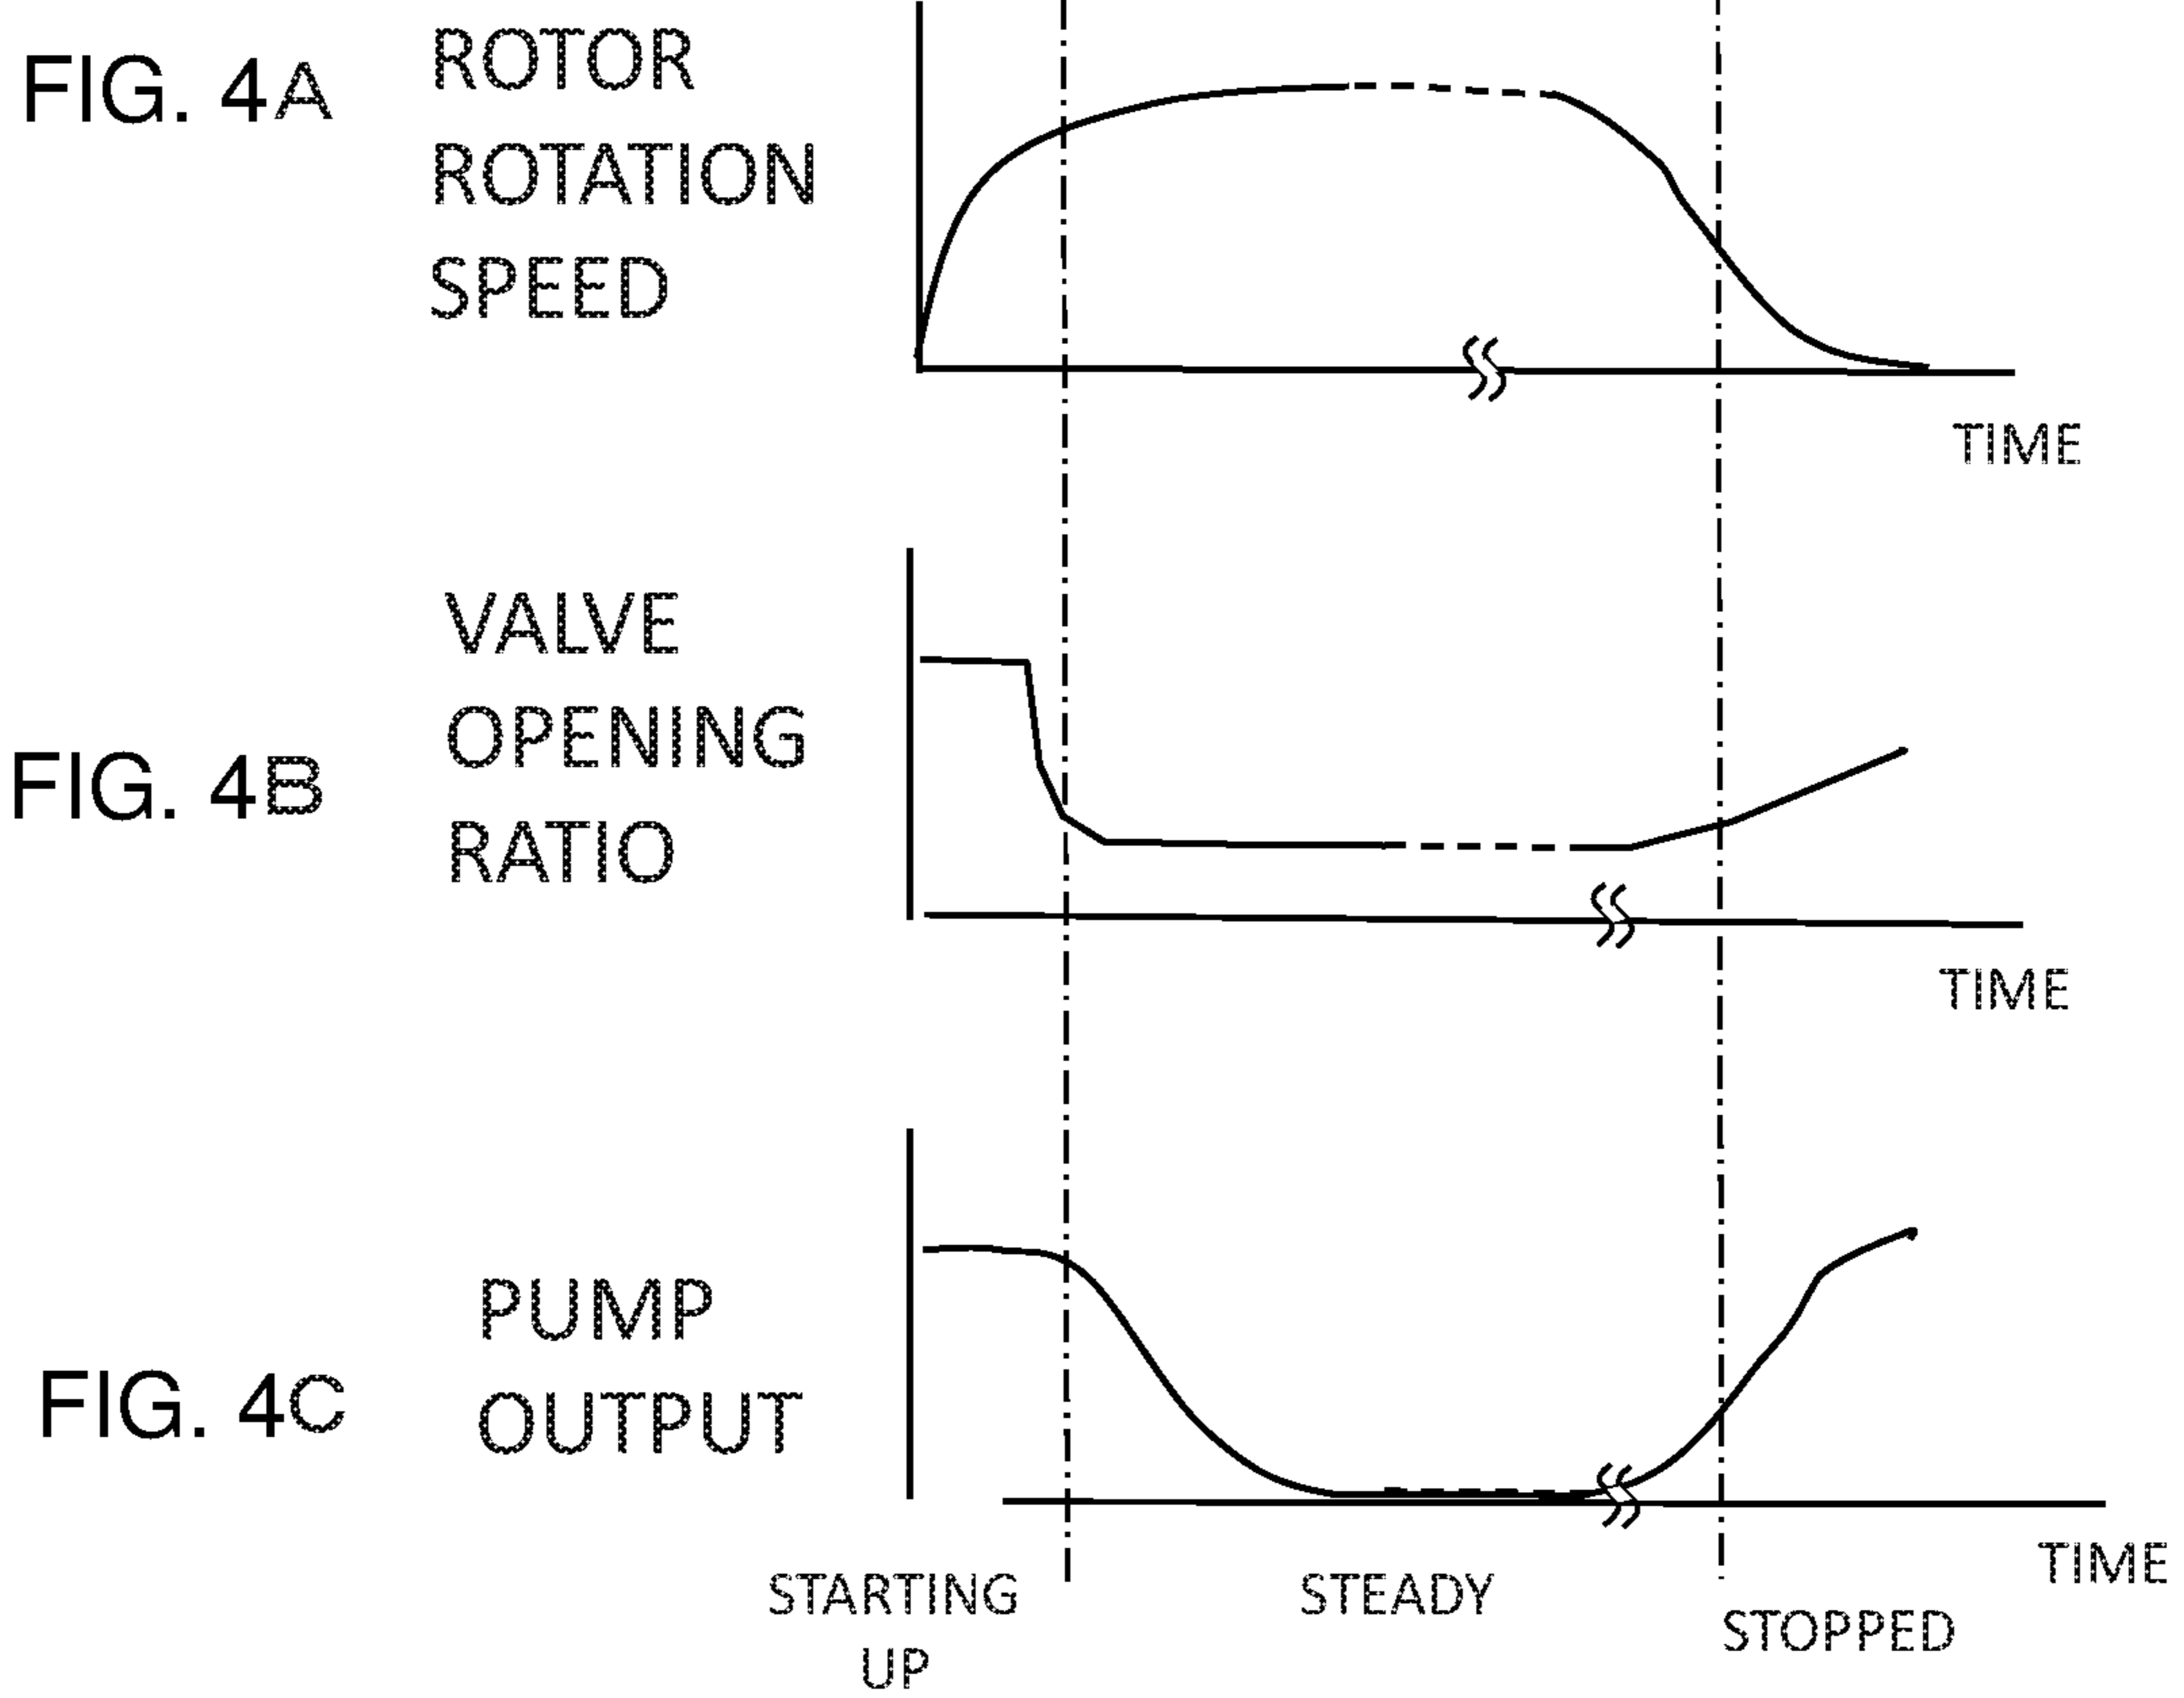 FIG. 4A
ROTOR
ROTATION
SPEED
TIME
FIG. 4B
VALVE
OPENING
RATIO
TIME
FIG. 4C
PUMP
OUTPUT
TIME
STARTING
UP
STEADY
STOPPED